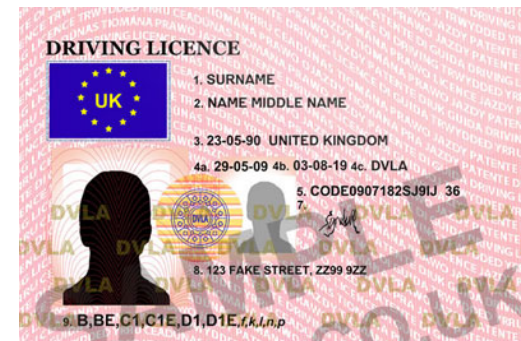 DRIVING LICENCE
UK
1. SURNAME
2. NAME MIDDLE NAME
3. 23-05-90 UNITED KINGDOM
4a. 29-05-09 4b. 03-08-19 4c. DVLA
5. CODE0907182SJ9IJ 36
7.
DVLA
8. 123 FAKE STREET, ZZ99 9ZZ
9. B,BE,C1,C1E,D1,D1E,f,k,l,n,p